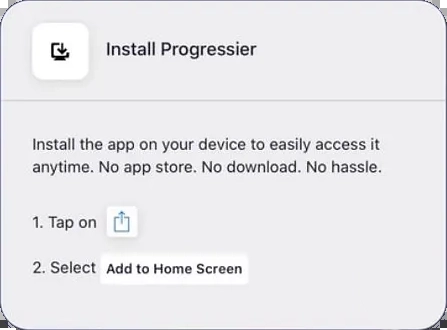 Install Progressier
Install the app on your device to easily access it
anytime. No app store. No download. No hassle.
1. Tap on
2. Select Add to Home Screen